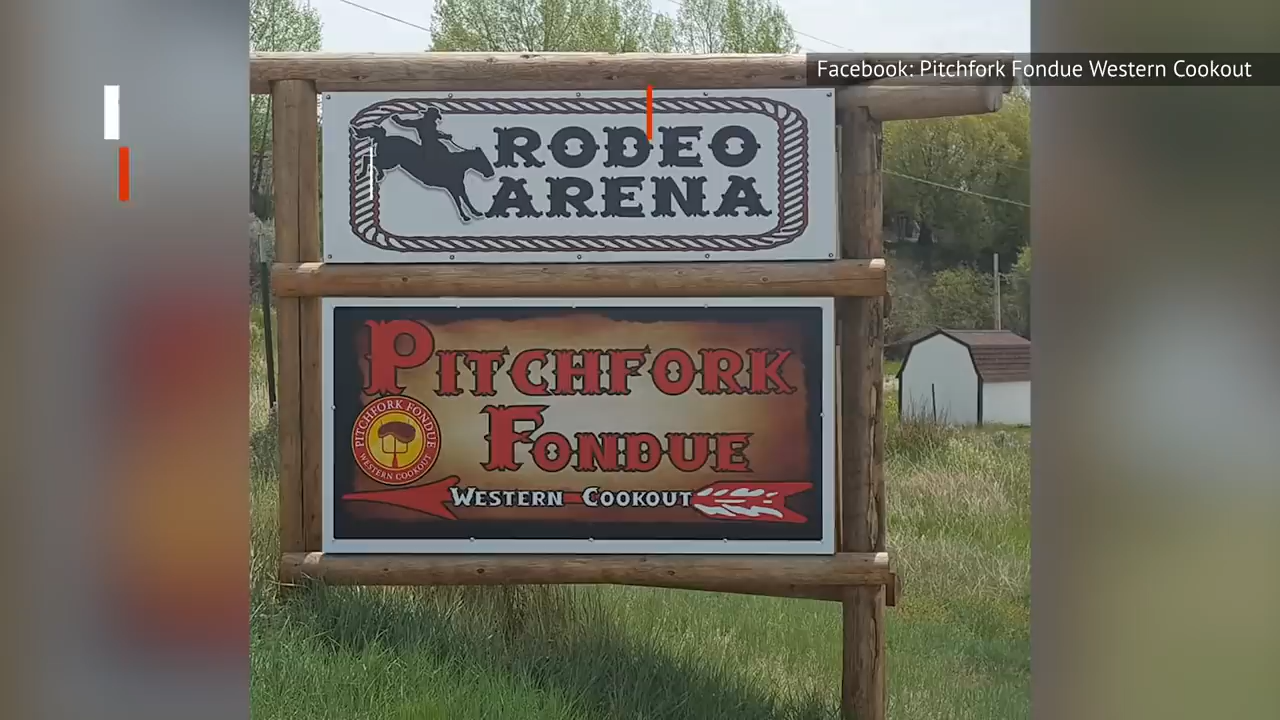 Facebook: Pitchfork Fondue Western Cookout
RODEO
ARENA
PITCHFORK
FONDUE
PITCHFORK FONDUE
WESTERN COOKOUT
WESTERN COOKOUT